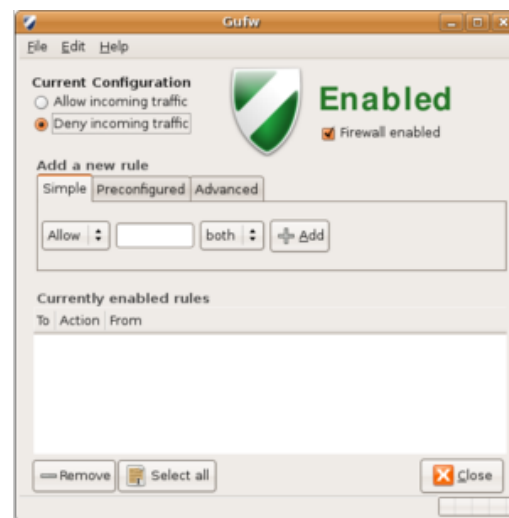 Gufw
File Edit Help
Current Configuration
Allow incoming traffic
Deny incoming traffic
Enabled
Firewall enabled
Add a new rule
Simple Preconfigured Advanced
Allow both Add
Currently enabled rules
To Action From
Remove Select all Close